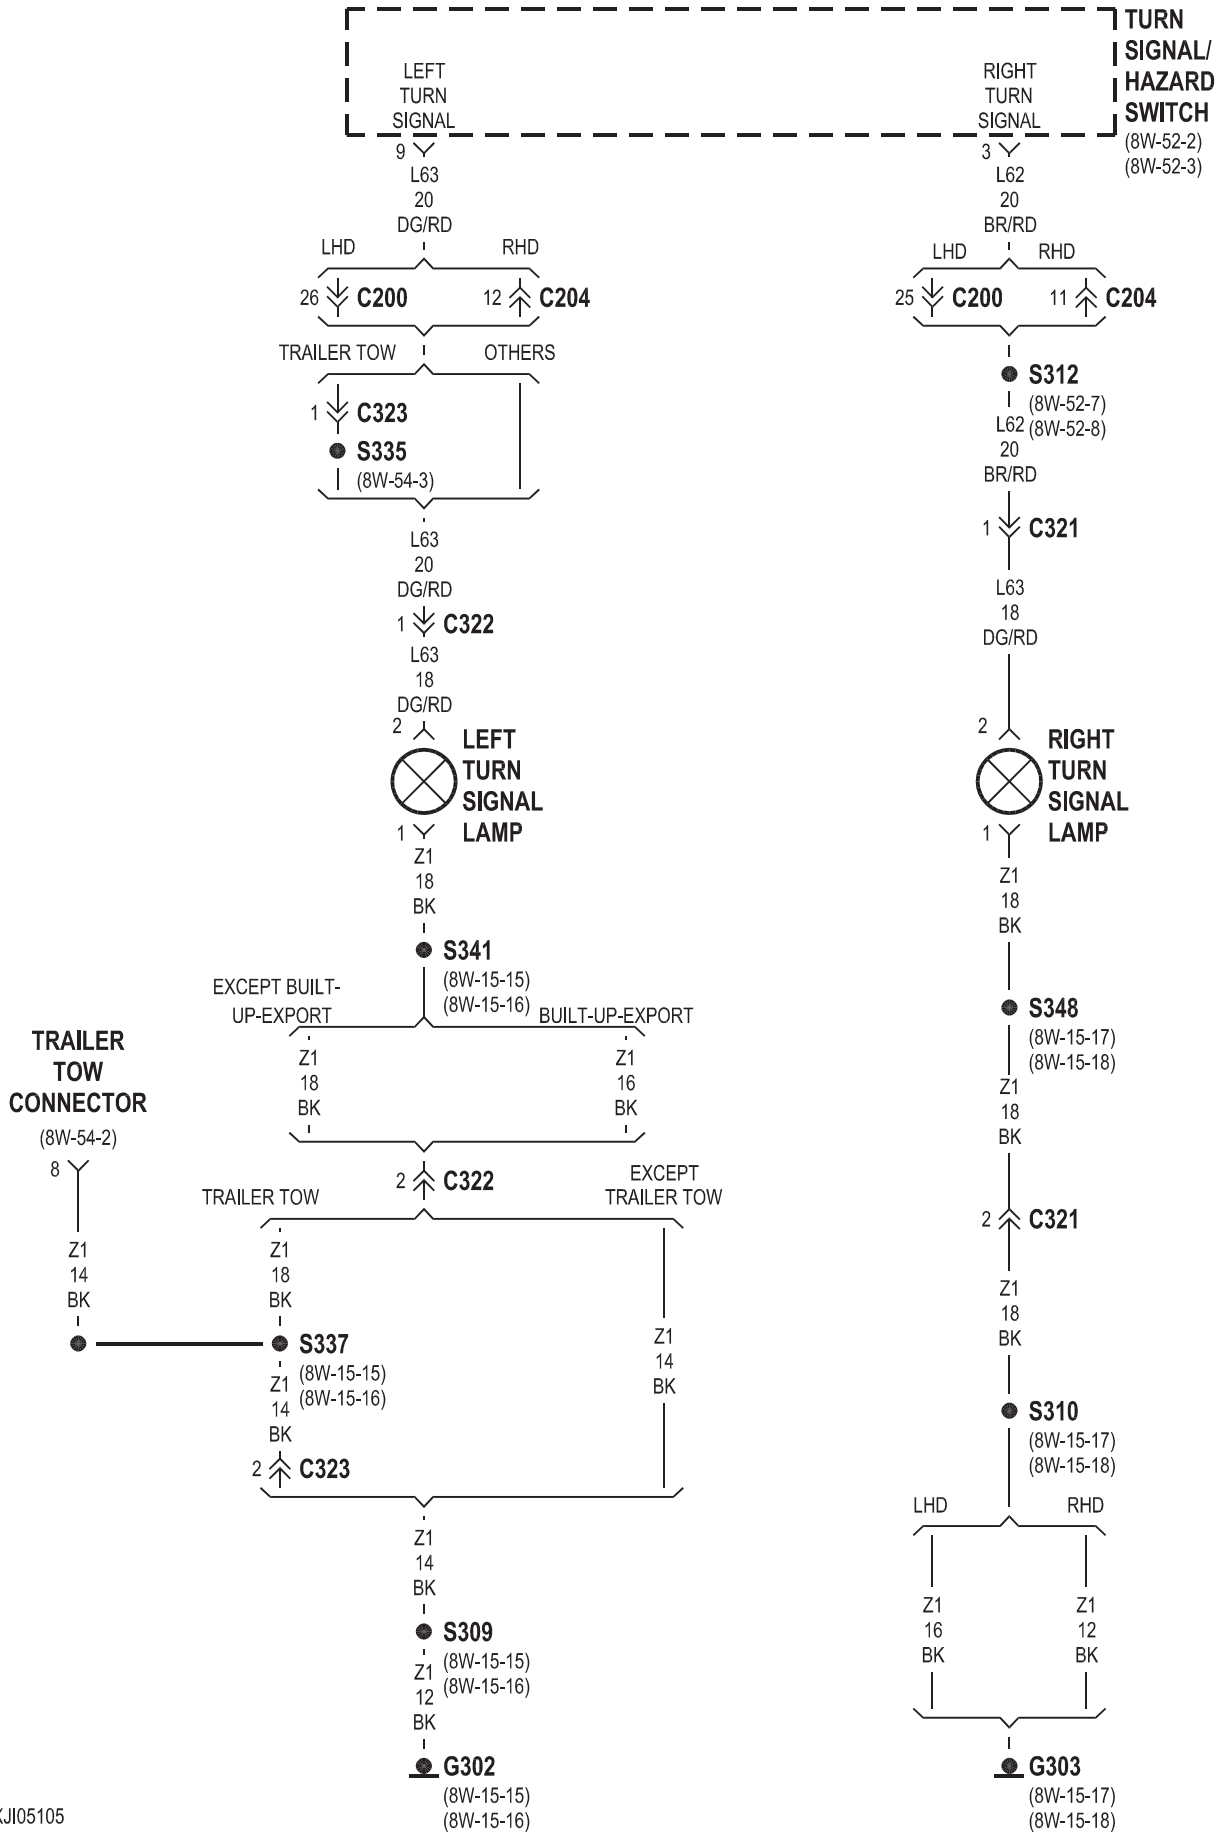 TURN
SIGNAL/
HAZARD
SWITCH
(8W-52-2)
(8W-52-3)
LEFT
TURN
SIGNAL
RIGHT
TURN
SIGNAL
9
L63
20
DG/RD
3
L62
20
BR/RD
LHD
RHD
26
C200
12
C204
LHD
RHD
25
C200
11
C204
TRAILER TOW
OTHERS
1
C323
S335
(8W-54-3)
S312
(8W-52-7)
(8W-52-8)
L62
20
BR/RD
1
C321
L63
20
DG/RD
1
C322
L63
18
DG/RD
2
LEFT
TURN
SIGNAL
LAMP
1
L63
18
DG/RD
2
RIGHT
TURN
SIGNAL
LAMP
1
Z1
18
BK
S341
(8W-15-15)
(8W-15-16)
Z1
18
BK
S348
(8W-15-17)
(8W-15-18)
EXCEPT BUILT-
UP-EXPORT
BUILT-UP-EXPORT
Z1
18
BK
Z1
16
BK
Z1
18
BK
TRAILER
TOW
CONNECTOR
(8W-54-2)
8
2
C322
TRAILER TOW
EXCEPT
TRAILER TOW
2
C321
Z1
14
BK
Z1
18
BK
S337
(8W-15-15)
(8W-15-16)
Z1
14
BK
Z1
14
BK
2
C323
Z1
18
BK
S310
(8W-15-17)
(8W-15-18)
LHD
RHD
Z1
14
BK
S309
(8W-15-15)
(8W-15-16)
Z1
12
BK
Z1
16
BK
Z1
12
BK
G302
(8W-15-15)
(8W-15-16)
G303
(8W-15-17)
(8W-15-18)
KJI05105